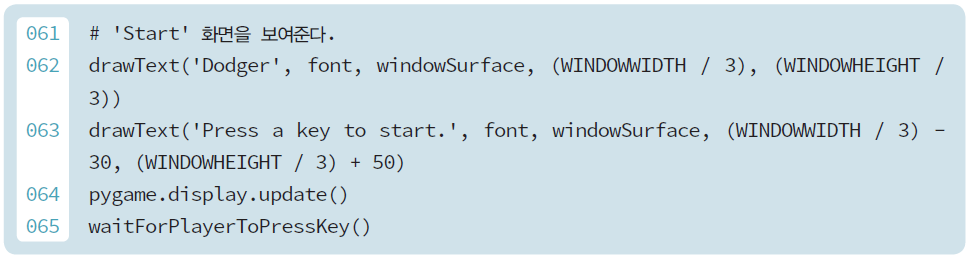 061 # 'Start' 화면을 보여준다.
062 drawText('Dodger', font, windowSurface, (WINDOWWIDTH / 3), (WINDOWHEIGHT /
3))
063 drawText('Press a key to start.', font, windowSurface, (WINDOWWIDTH / 3) -
30, (WINDOWHEIGHT / 3) + 50)
064 pygame.display.update()
065 waitForPlayerToPressKey()